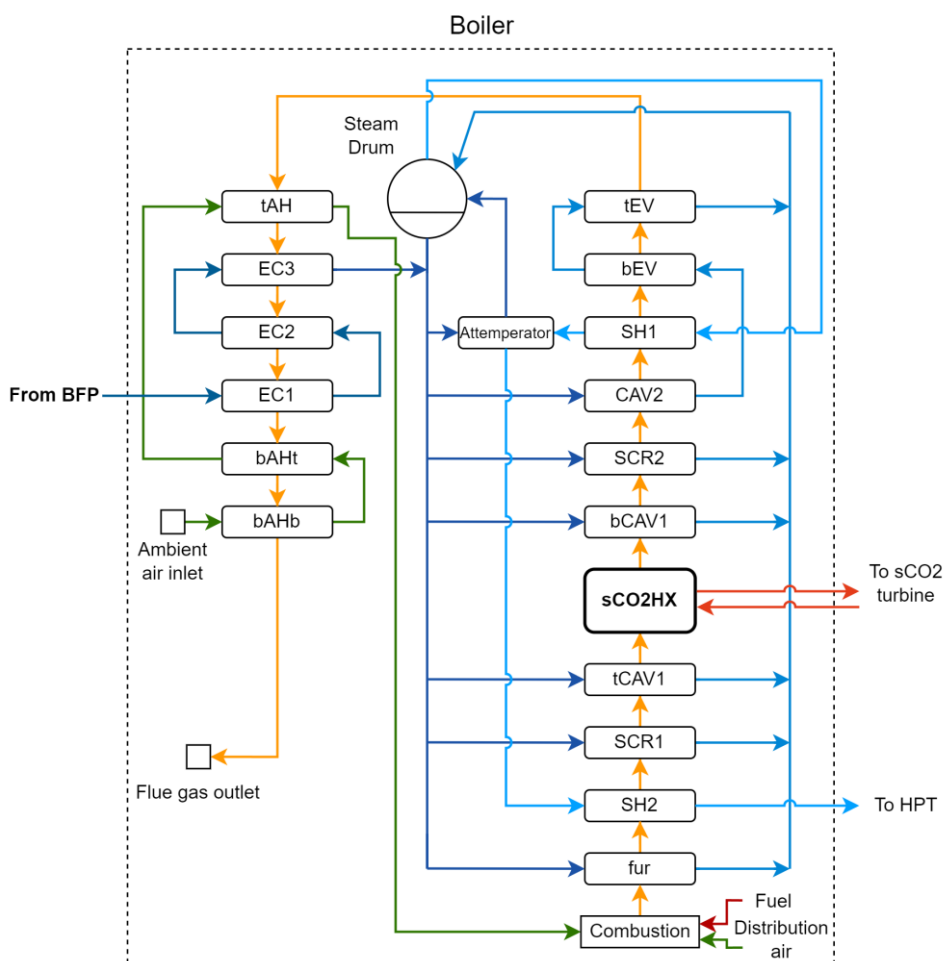 Boiler
Steam
Drum
tAH
EC3
EC2
From BFP
EC1
bAHt
bAHb
Ambient
air inlet
Flue gas outlet
tEV
bEV
Attemperator
SH1
CAV2
SCR2
bCAV1
sCO2HX
To sCO2
turbine
tCAV1
SCR1
SH2
To HPT
fur
Combustion
Fuel
Distribution
air